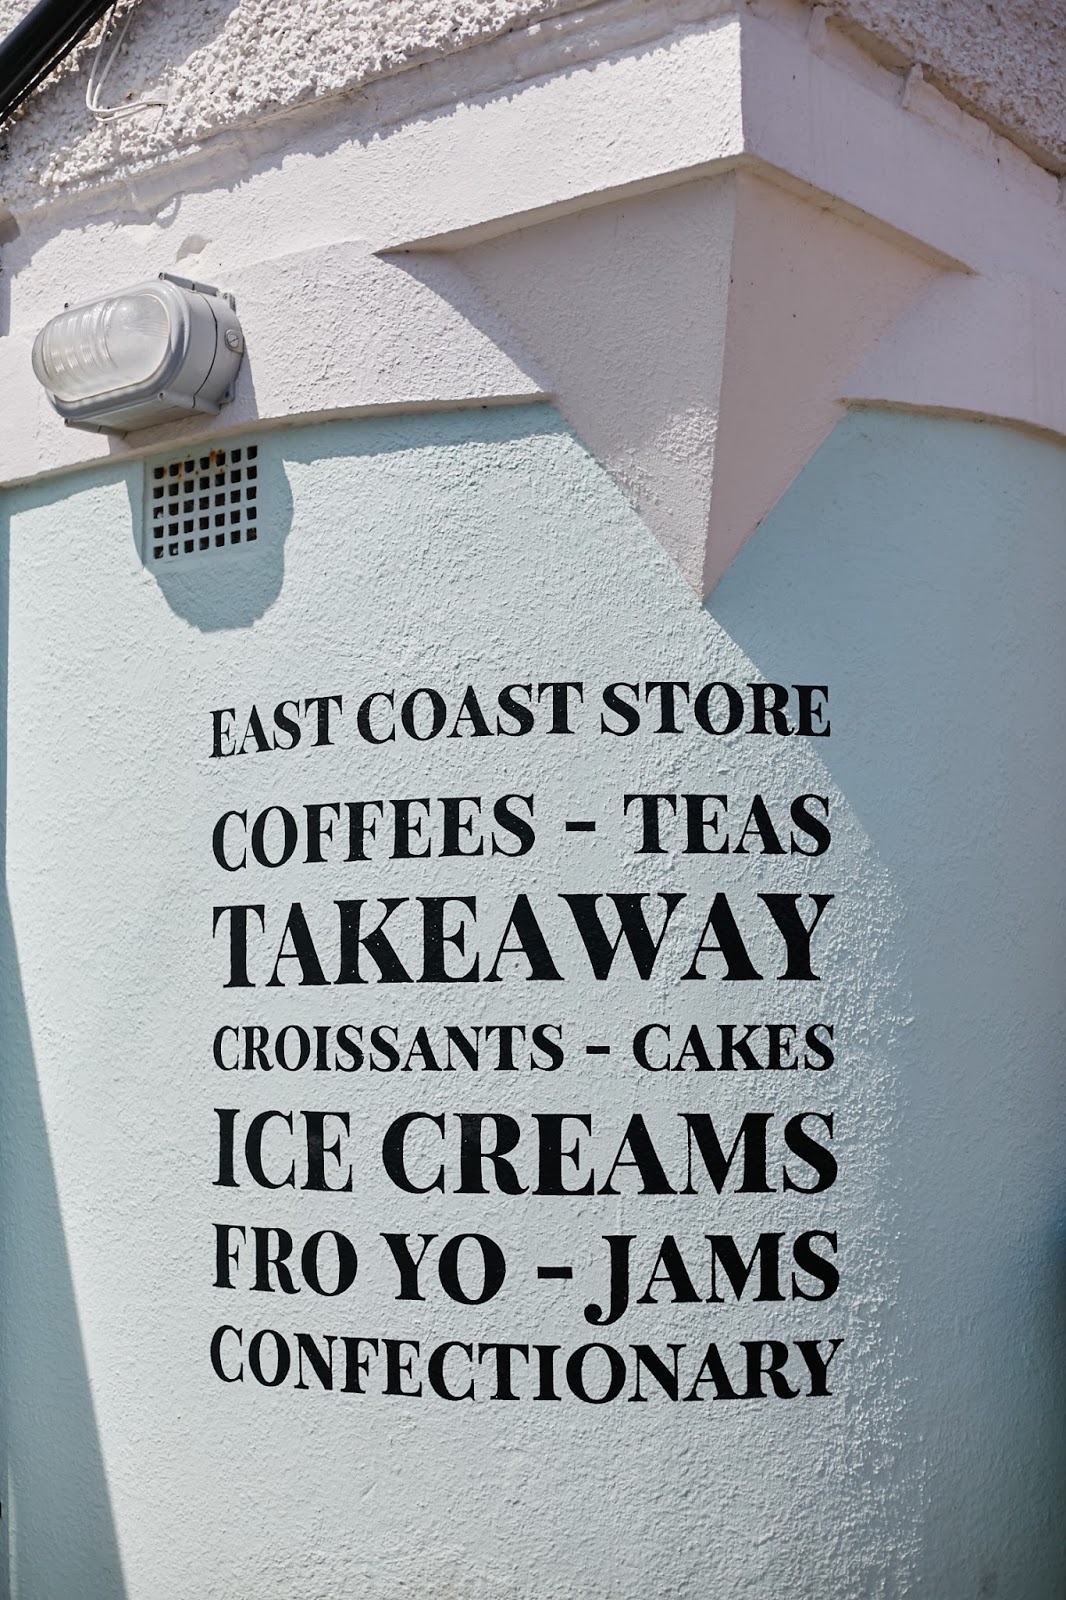 EAST COAST STORE
COFFEES - TEAS
TAKEAWAY
CROISSANTS - CAKES
ICE CREAMS
FRO YO - JAMS
CONFECTIONARY